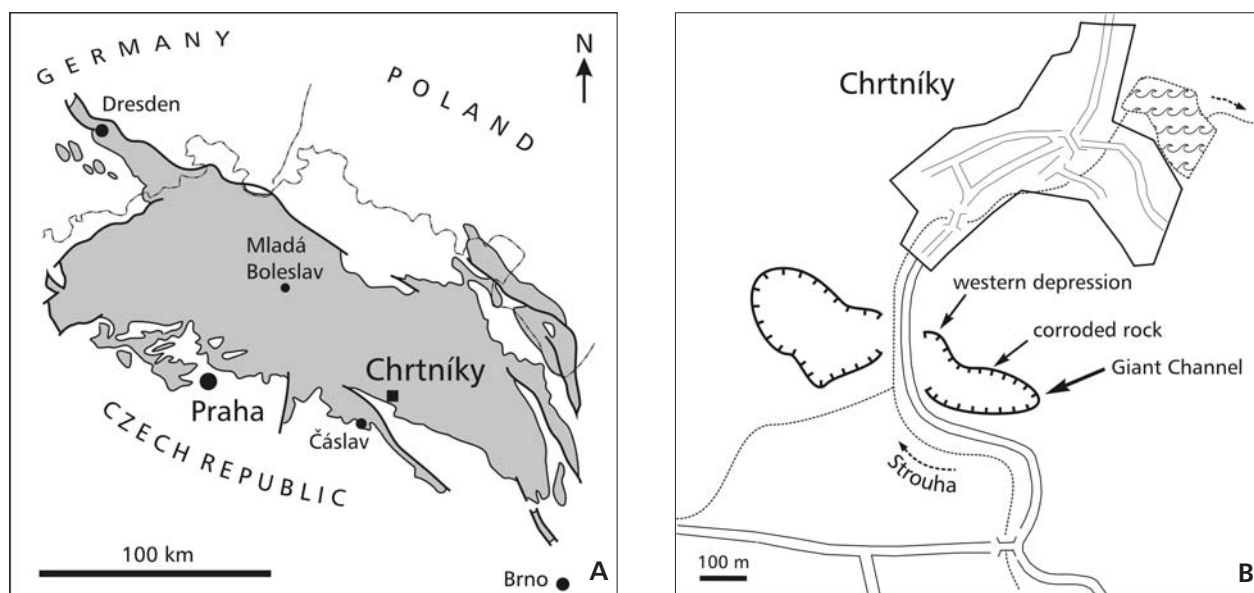 GERMANY
POLAND
N
Dresden
Mladá
Boleslav
Chrtníky
Praha
Čáslav
CZECH REPUBLIC
100 km
Brno
A
Chrtníky
western depression
corroded rock
Giant Channel
Strouha
100 m
B